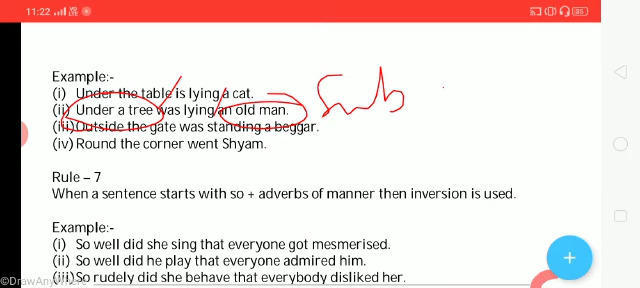 11:22
Example:-
(i) Under the table is lying a cat.
(ii) Under a tree was lying an old man. Sub
(iii)Outside the gate was standing a beggar.
(iv) Round the corner went Shyam.
Rule – 7
When a sentence starts with so + adverbs of manner then inversion is used.
Example:-
(i) So well did she sing that everyone got mesmerised.
(ii) So well did he play that everyone admired him.
(iii)So rudely did she behave that everybody disliked her.
©DrawAnywhere